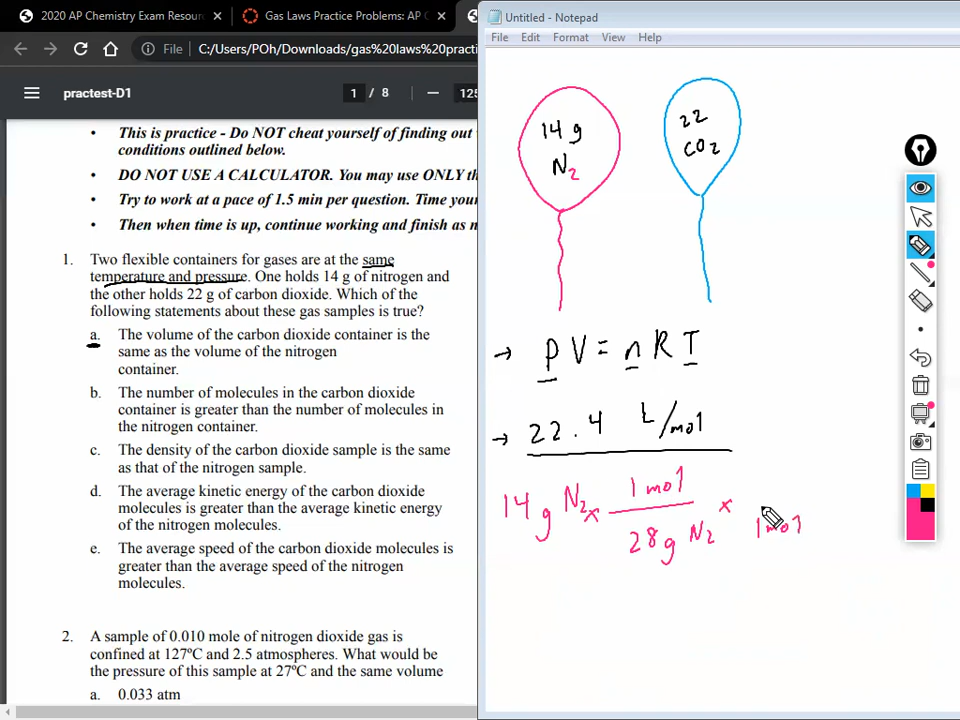 2020 AP Chemistry Exam Resour
Gas Laws Practice Problems: AP C
File
C:/Users/POh/Downloads/gas%20laws%20practi
practest-D1
1 / 8
125
• This is practice - Do NOT cheat yourself of finding out
conditions outlined below.
• DO NOT USE A CALCULATOR. You may use ONLY th
• Try to work at a pace of 1.5 min per question. Time your
• Then when time is up, continue working and finish as n
1. Two flexible containers for gases are at the same
temperature and pressure. One holds 14 g of nitrogen and
the other holds 22 g of carbon dioxide. Which of the
following statements about these gas samples is true?
a. The volume of the carbon dioxide container is the
same as the volume of the nitrogen
container.
b. The number of molecules in the carbon dioxide
container is greater than the number of molecules in
the nitrogen container.
c. The density of the carbon dioxide sample is the same
as that of the nitrogen sample.
d. The average kinetic energy of the carbon dioxide
molecules is greater than the average kinetic energy
of the nitrogen molecules.
e. The average speed of the carbon dioxide molecules is
greater than the average speed of the nitrogen
molecules.
2. A sample of 0.010 mole of nitrogen dioxide gas is
confined at 127ºC and 2.5 atmospheres. What would be
the pressure of this sample at 27ºC and the same volume
a. 0.033 atm
Untitled - Notepad
File Edit Format View Help
14 g
N2
22
CO2
→ PV = nRT
→ 22.4 L/mol
14 g N2 x 1 mol x
28 g N2 1 mol